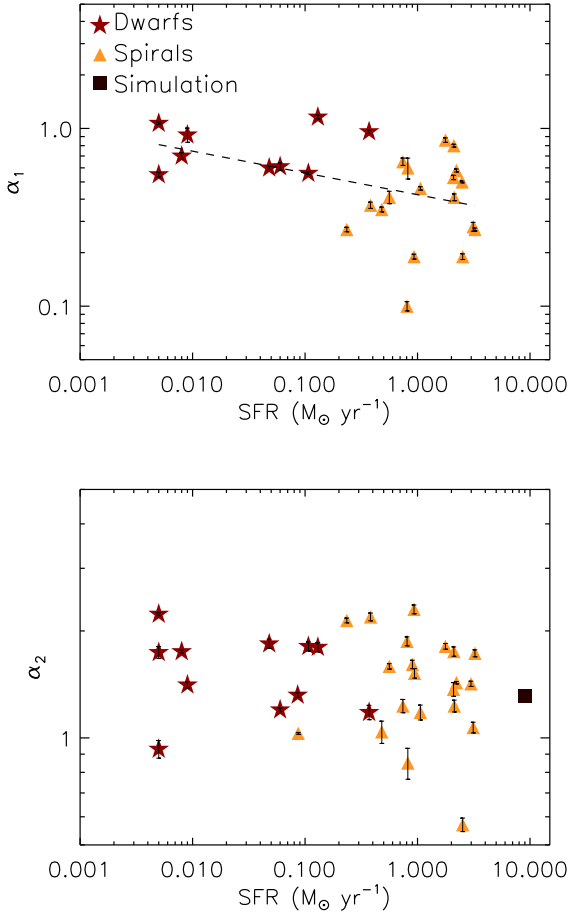 Dwarfs
Spirals
Simulation
1.0
0.1
α₁
0.001 0.010 0.100 1.000 10.000
SFR (M☉ yr⁻¹)
1
α₂
0.001 0.010 0.100 1.000 10.000
SFR (M☉ yr⁻¹)